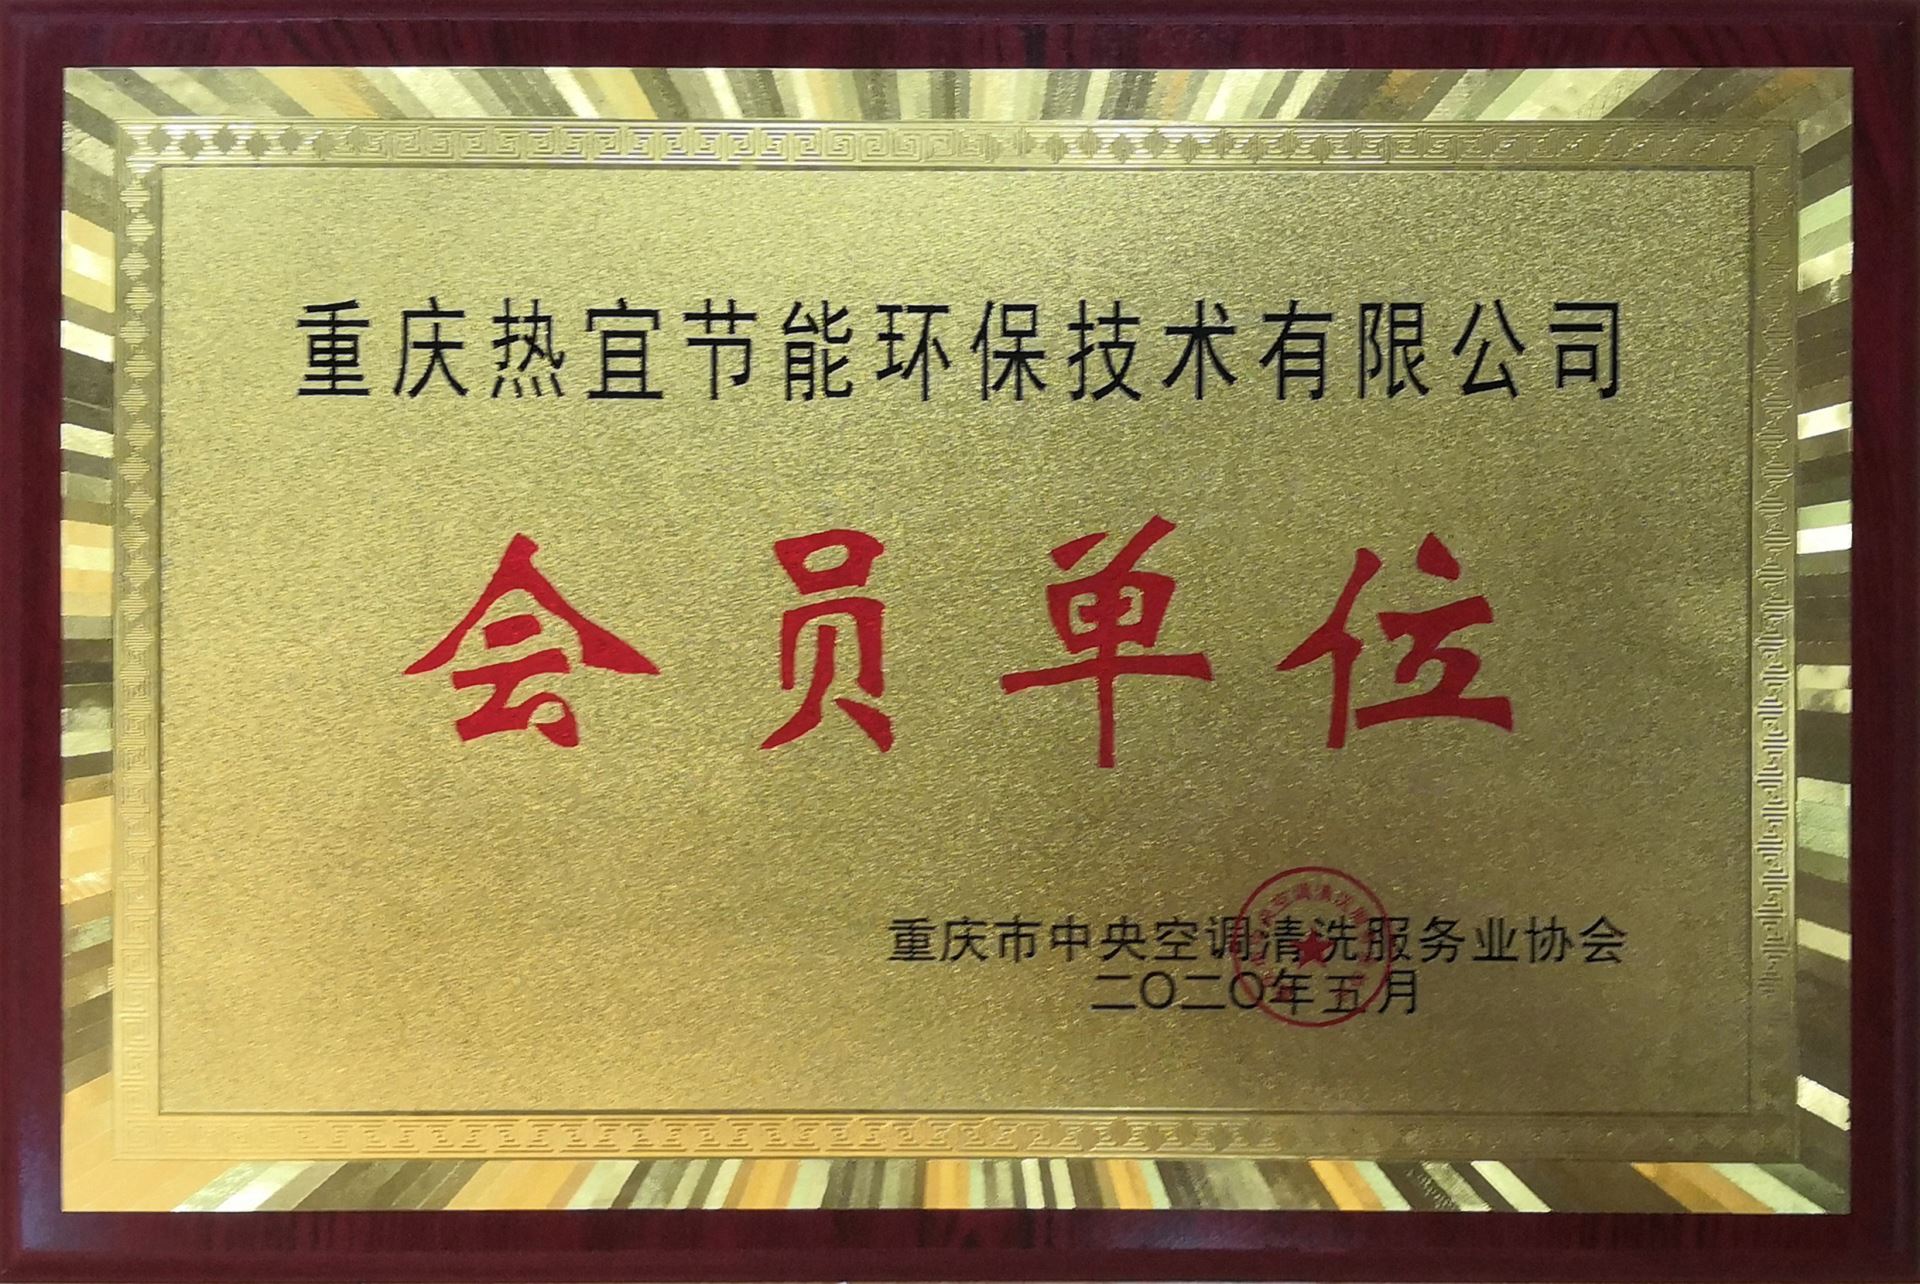 重庆热宜节能环保技术有限公司
会员单位
重庆市中央空调清洗服务业协会
二〇二〇年五月